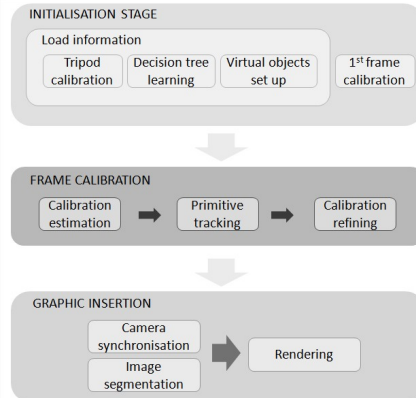 INITIALISATION STAGE
Load information
Tripod
calibration
Decision tree
learning
Virtual objects
set up
1st frame
calibration
FRAME CALIBRATION
Calibration
estimation
Primitive
tracking
Calibration
refining
GRAPHIC INSERTION
Camera
synchronisation
Image
segmentation
Rendering